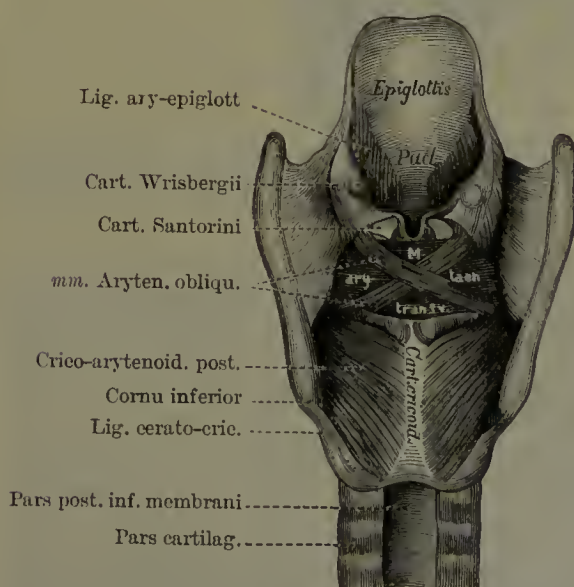 Epiglottis
Lig. ary-epiglott
Pud.
Cart. Wrisbergii
Cart. Santorini
M
mm. Aryten. obliqu.
ary taen
transv.
Crico-arytenoid. post.
Cart. cricoid.
Cornu inferior
Lig. cerato-cric.
Pars post. inf. membrani
Pars cartilag.